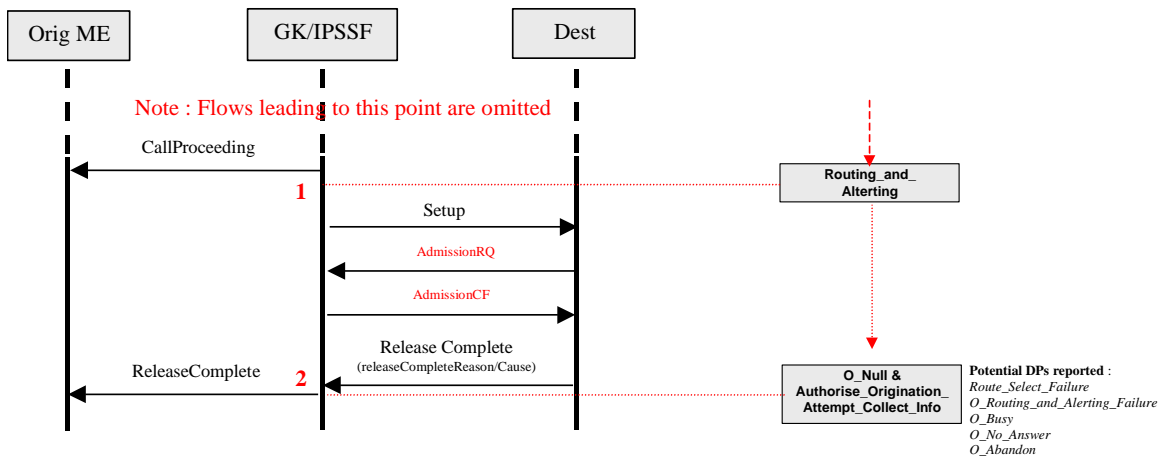 Orig ME
GK/IPSSF
Dest
Note : Flows leading to this point are omitted
CallProceeding
1
Routing_and_
Alterting
Setup
AdmissionRQ
AdmissionCF
Release Complete
(releaseCompleteReason/Cause)
ReleaseComplete
2
O_Null &
Authorise_Origination_
Attempt_Collect_Info
Potential DPs reported :
Route_Select_Failure
O_Routing_and_Alerting_Failure
O_Busy
O_No_Answer
O_Abandon